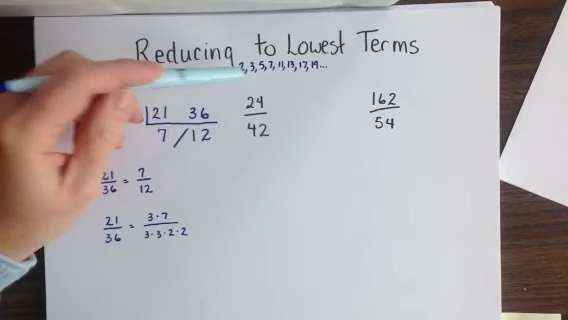 Reducing to Lowest Terms
2, 3, 5, 7, 11, 13, 17, 19...
21 36
7 / 12
24
42
162
54
21/36 = 7/12
21/36 = 3·7/3·3·2·2